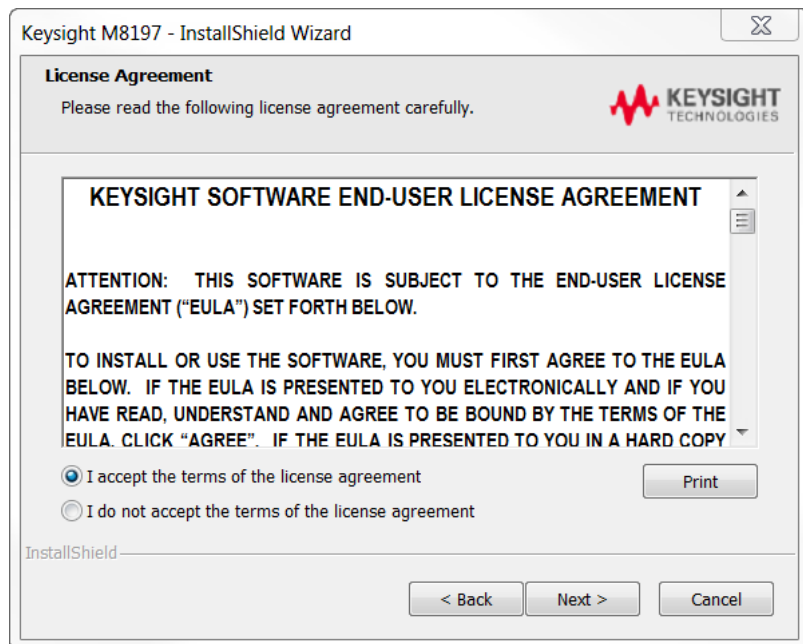 Keysight M8197 - InstallShield Wizard
License Agreement
Please read the following license agreement carefully.
KEYSIGHT
TECHNOLOGIES
KEYSIGHT SOFTWARE END-USER LICENSE AGREEMENT
ATTENTION: THIS SOFTWARE IS SUBJECT TO THE END-USER LICENSE
AGREEMENT (“EULA”) SET FORTH BELOW.
TO INSTALL OR USE THE SOFTWARE, YOU MUST FIRST AGREE TO THE EULA
BELOW. IF THE EULA IS PRESENTED TO YOU ELECTRONICALLY AND IF YOU
HAVE READ, UNDERSTAND AND AGREE TO BE BOUND BY THE TERMS OF THE
EULA, CLICK “AGREE”. IF THE EULA IS PRESENTED TO YOU IN A HARD COPY
I accept the terms of the license agreement
Print
I do not accept the terms of the license agreement
InstallShield
< Back
Next >
Cancel